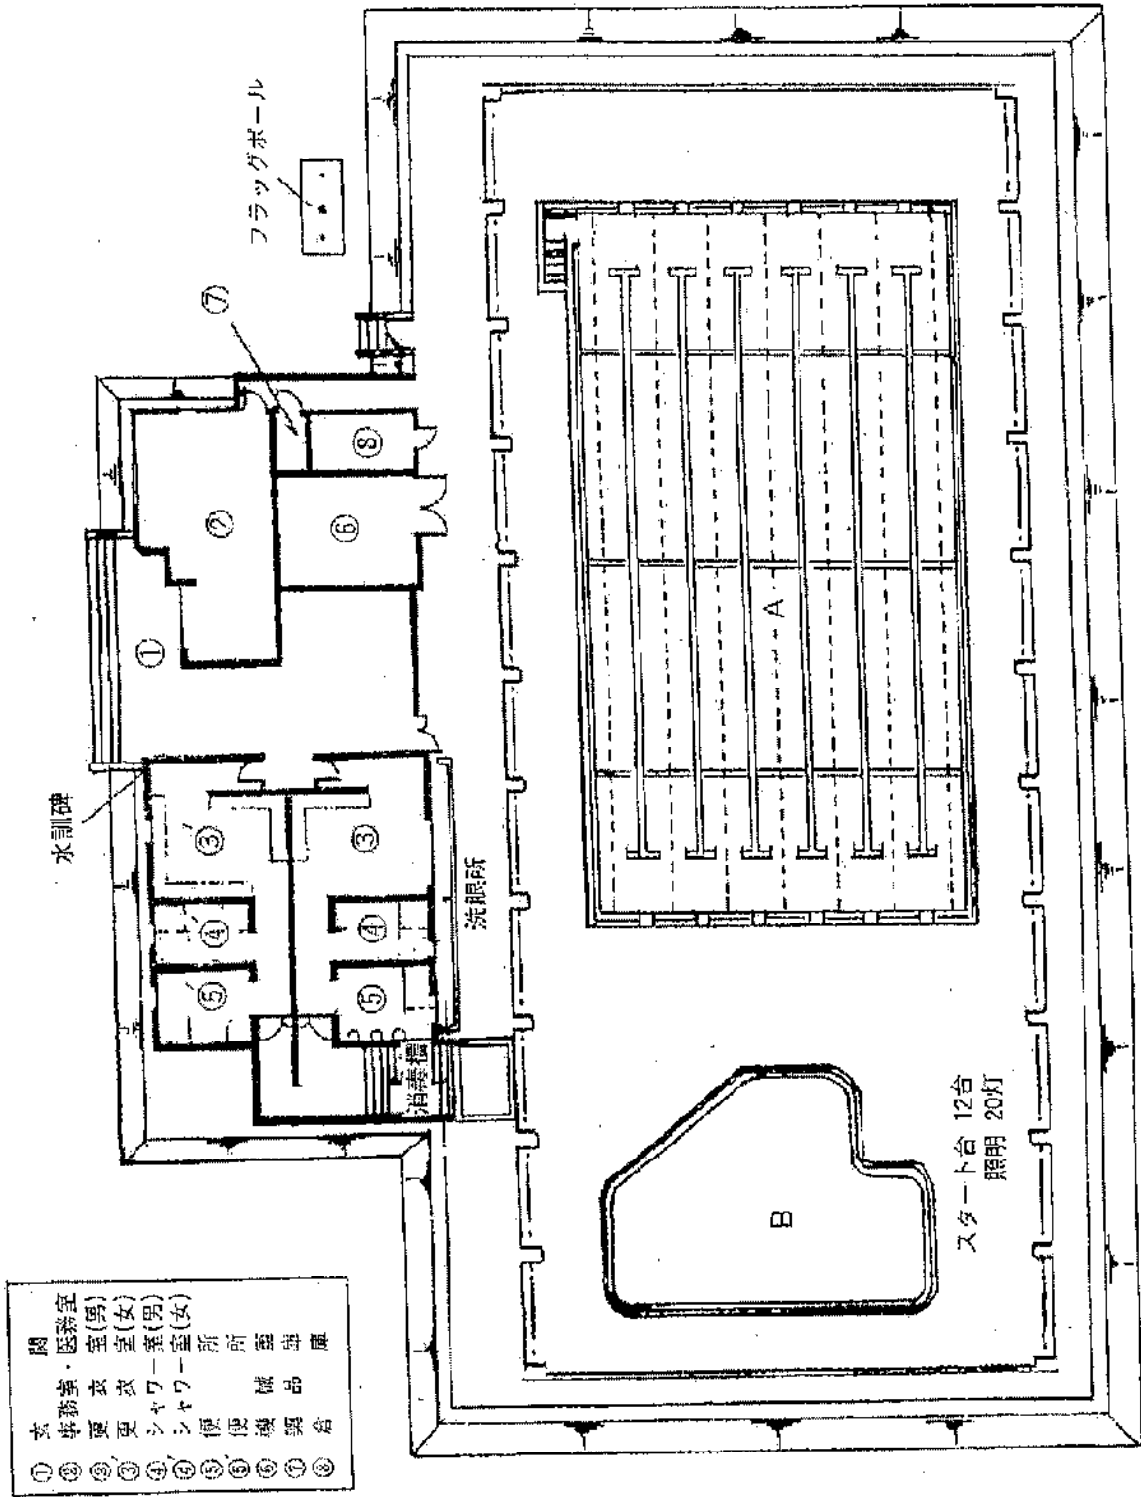 フラッグポール
⑦
⑧
②
⑥
①
水訓碑
③´
③
④´
④
⑤´
⑤
洗眼所
消毒槽
A
B
スタート台 12台
照明 20灯
① 玄関
② 事務室・医務室
③ 更衣室(男)
③´ 更衣室(女)
④ シャワー室(男)
④´ シャワー室(女)
⑤ 便所
⑤´ 便所
⑥ 機械室
⑧ 倉庫